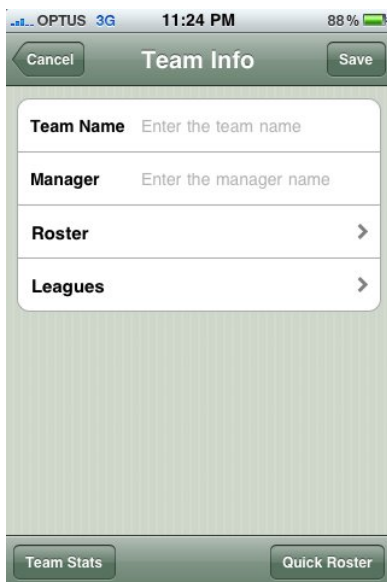 OPTUS 3G 11:24 PM 88%
Cancel Team Info Save
Team Name Enter the team name
Manager Enter the manager name
Roster
Leagues
Team Stats Quick Roster